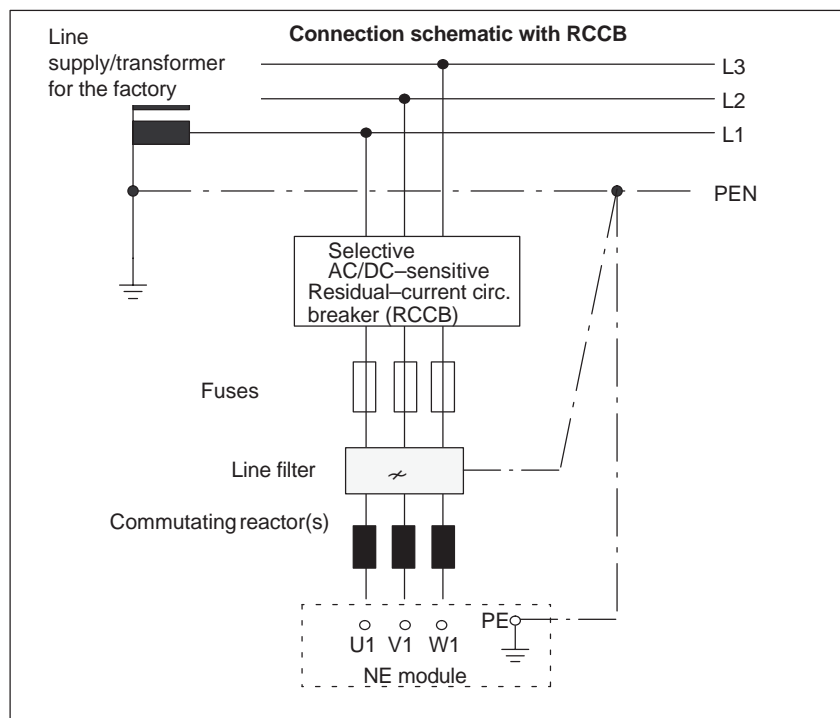 Connection schematic with RCCB
Line
supply/transformer
for the factory
L3
L2
L1
PEN
Selective
AC/DC–sensitive
Residual–current circ.
breaker (RCCB)
Fuses
Line filter
Commutating reactor(s)
PE
U1 V1 W1
NE module